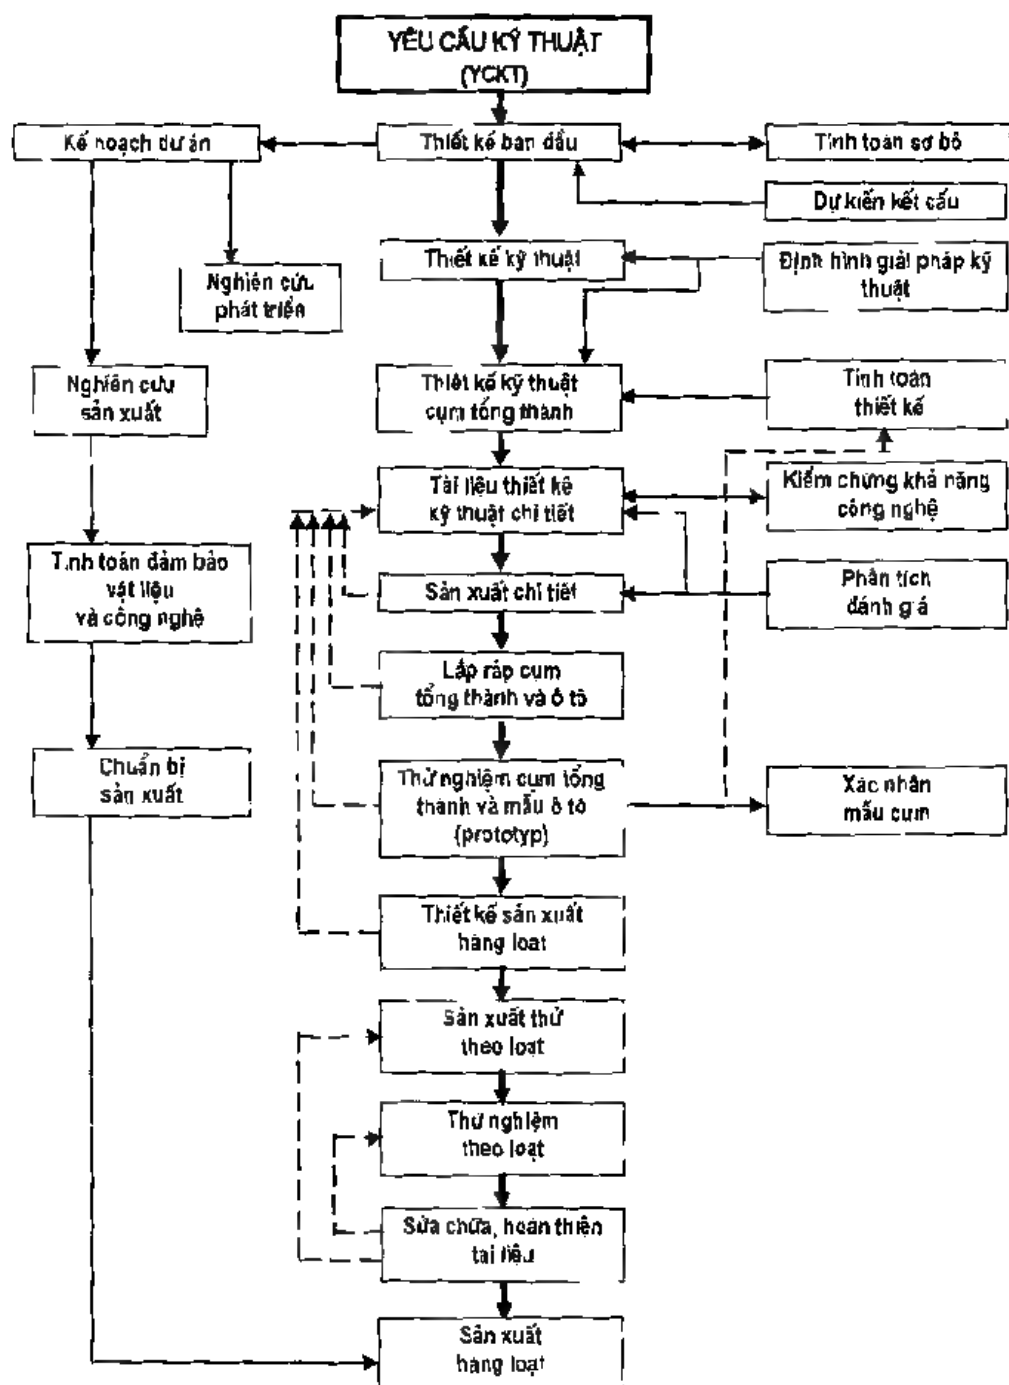 YÊU CẦU KỸ THUẬT
(YCKT)
Kế hoạch dự án
Thiết kế ban đầu
Tính toán sơ bộ
Dự kiến kết cấu
Thiết kế kỹ thuật
Định hình giải pháp kỹ
thuật
Nghiên cứu
phát triển
Nghiên cứu
sản xuất
Thiết kế kỹ thuật
cụm tổng thành
Tính toán
thiết kế
Tài liệu thiết kế
kỹ thuật chi tiết
Kiểm chứng khả năng
công nghệ
Tính toán đảm bảo
vật liệu
và công nghệ
Sản xuất chi tiết
Phân tích
đánh giá
Lắp ráp cụm
tổng thành và ô tô
Chuẩn bị
sản xuất
Thử nghiệm cụm tổng
thành và mẫu ô tô
(prototyp)
Xác nhận
mẫu cụm
Thiết kế sản xuất
hàng loạt
Sản xuất thử
theo loạt
Thử nghiệm
theo loạt
Sửa chữa, hoàn thiện
tài liệu
Sản xuất
hàng loạt